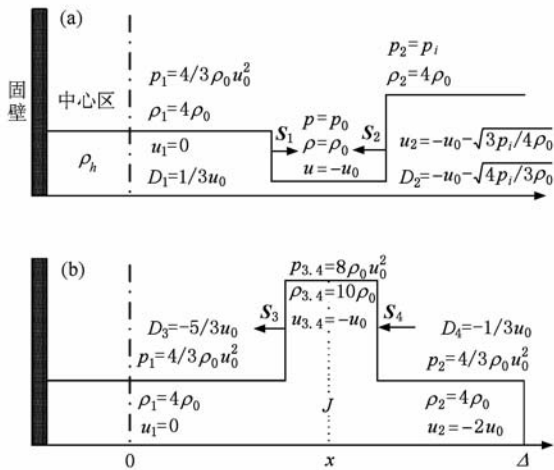 (a)
固壁
中心区
ρ_h
p₁=4/3ρ₀u₀²
ρ₁=4ρ₀
u₁=0
D₁=1/3u₀
S₁
p=p₀
ρ=ρ₀
u=−u₀
S₂
p₂=pᵢ
ρ₂=4ρ₀
u₂=−u₀−√3pᵢ/4ρ₀
D₂=−u₀−√4pᵢ/3ρ₀
(b)
p₃.₄=8ρ₀u₀²
ρ₃.₄=10ρ₀
u₃.₄=−u₀
S₃
S₄
D₃=−5/3u₀
p₁=4/3ρ₀u₀²
ρ₁=4ρ₀
u₁=0
D₄=−1/3u₀
p₂=4/3ρ₀u₀²
ρ₂=4ρ₀
u₂=−2u₀
J
0
x
Δ